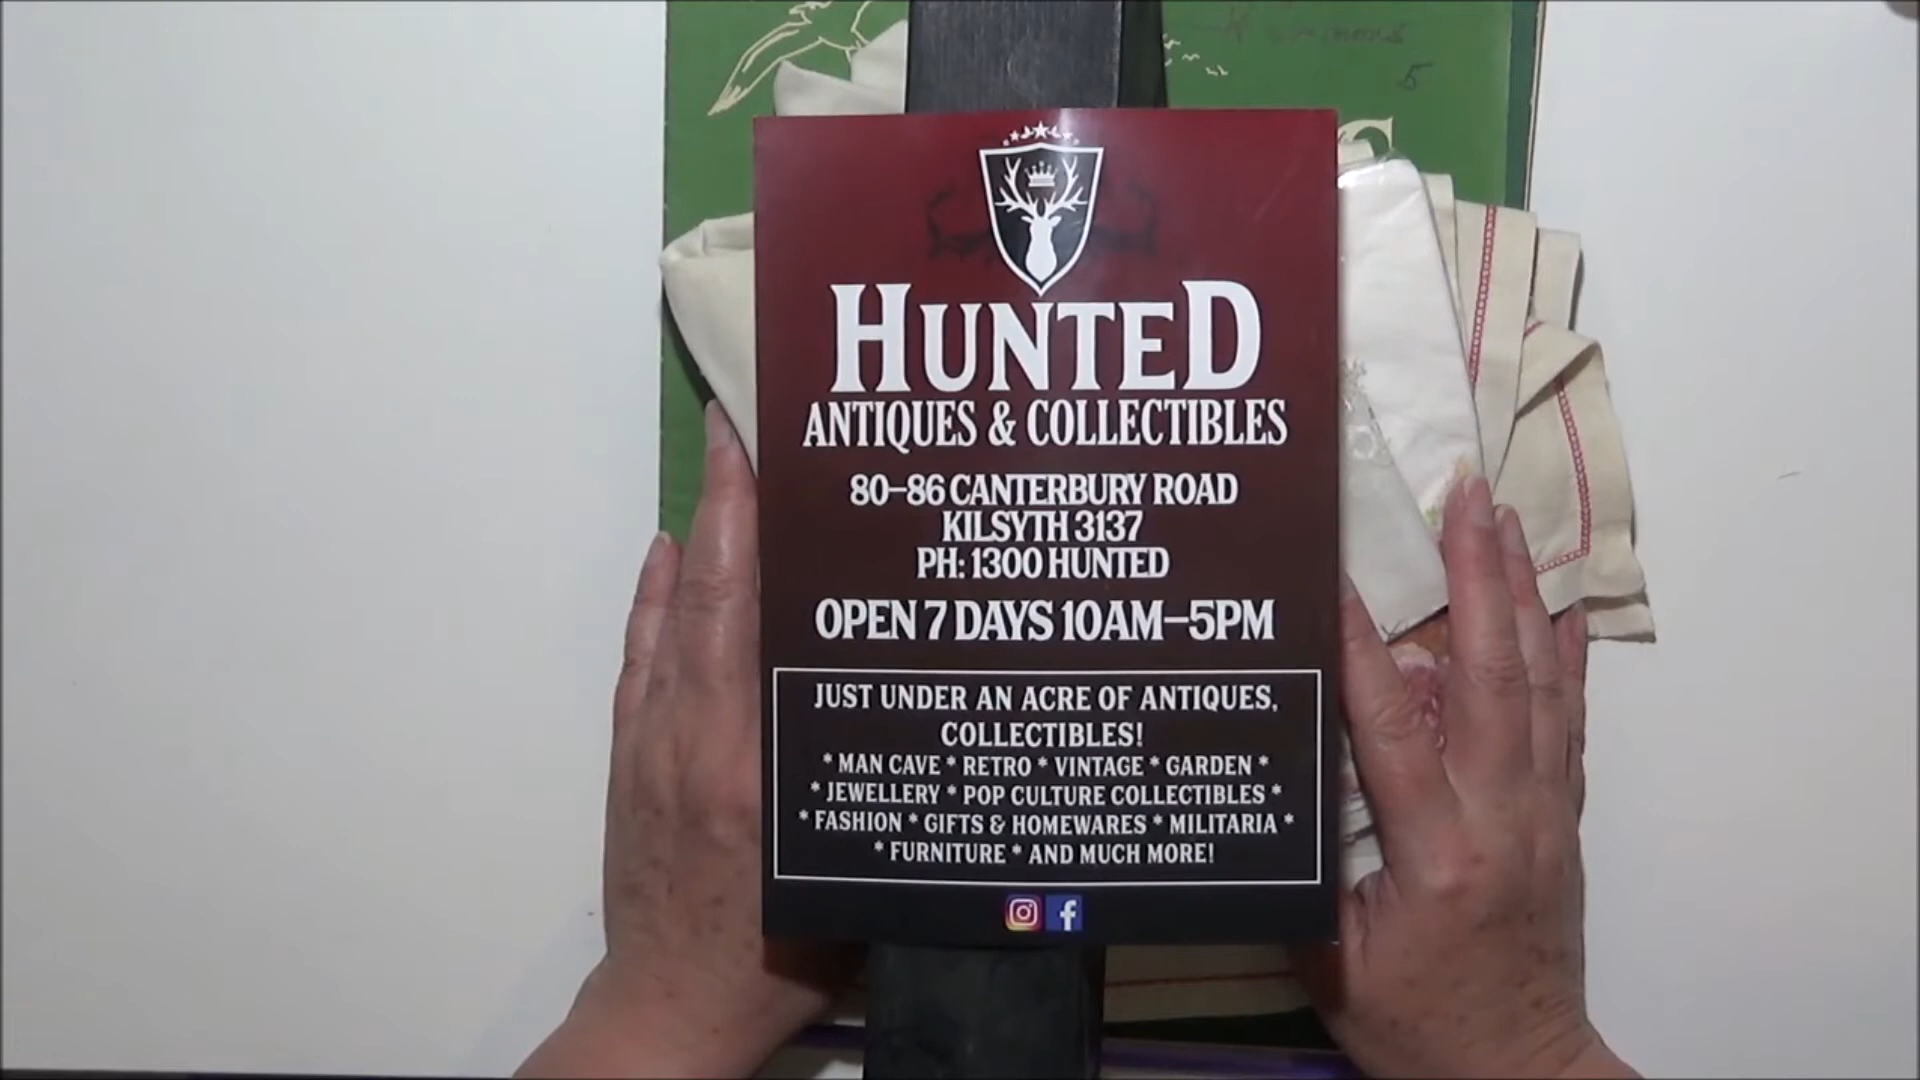 5
HUNTED
ANTIQUES & COLLECTIBLES
80–86 CANTERBURY ROAD
KILSYTH 3137
PH: 1300 HUNTED
OPEN 7 DAYS 10AM–5PM
JUST UNDER AN ACRE OF ANTIQUES,
COLLECTIBLES!
* MAN CAVE * RETRO * VINTAGE * GARDEN *
* JEWELLERY * POP CULTURE COLLECTIBLES *
* FASHION * GIFTS & HOMEWARES * MILITARIA *
* FURNITURE * AND MUCH MORE!